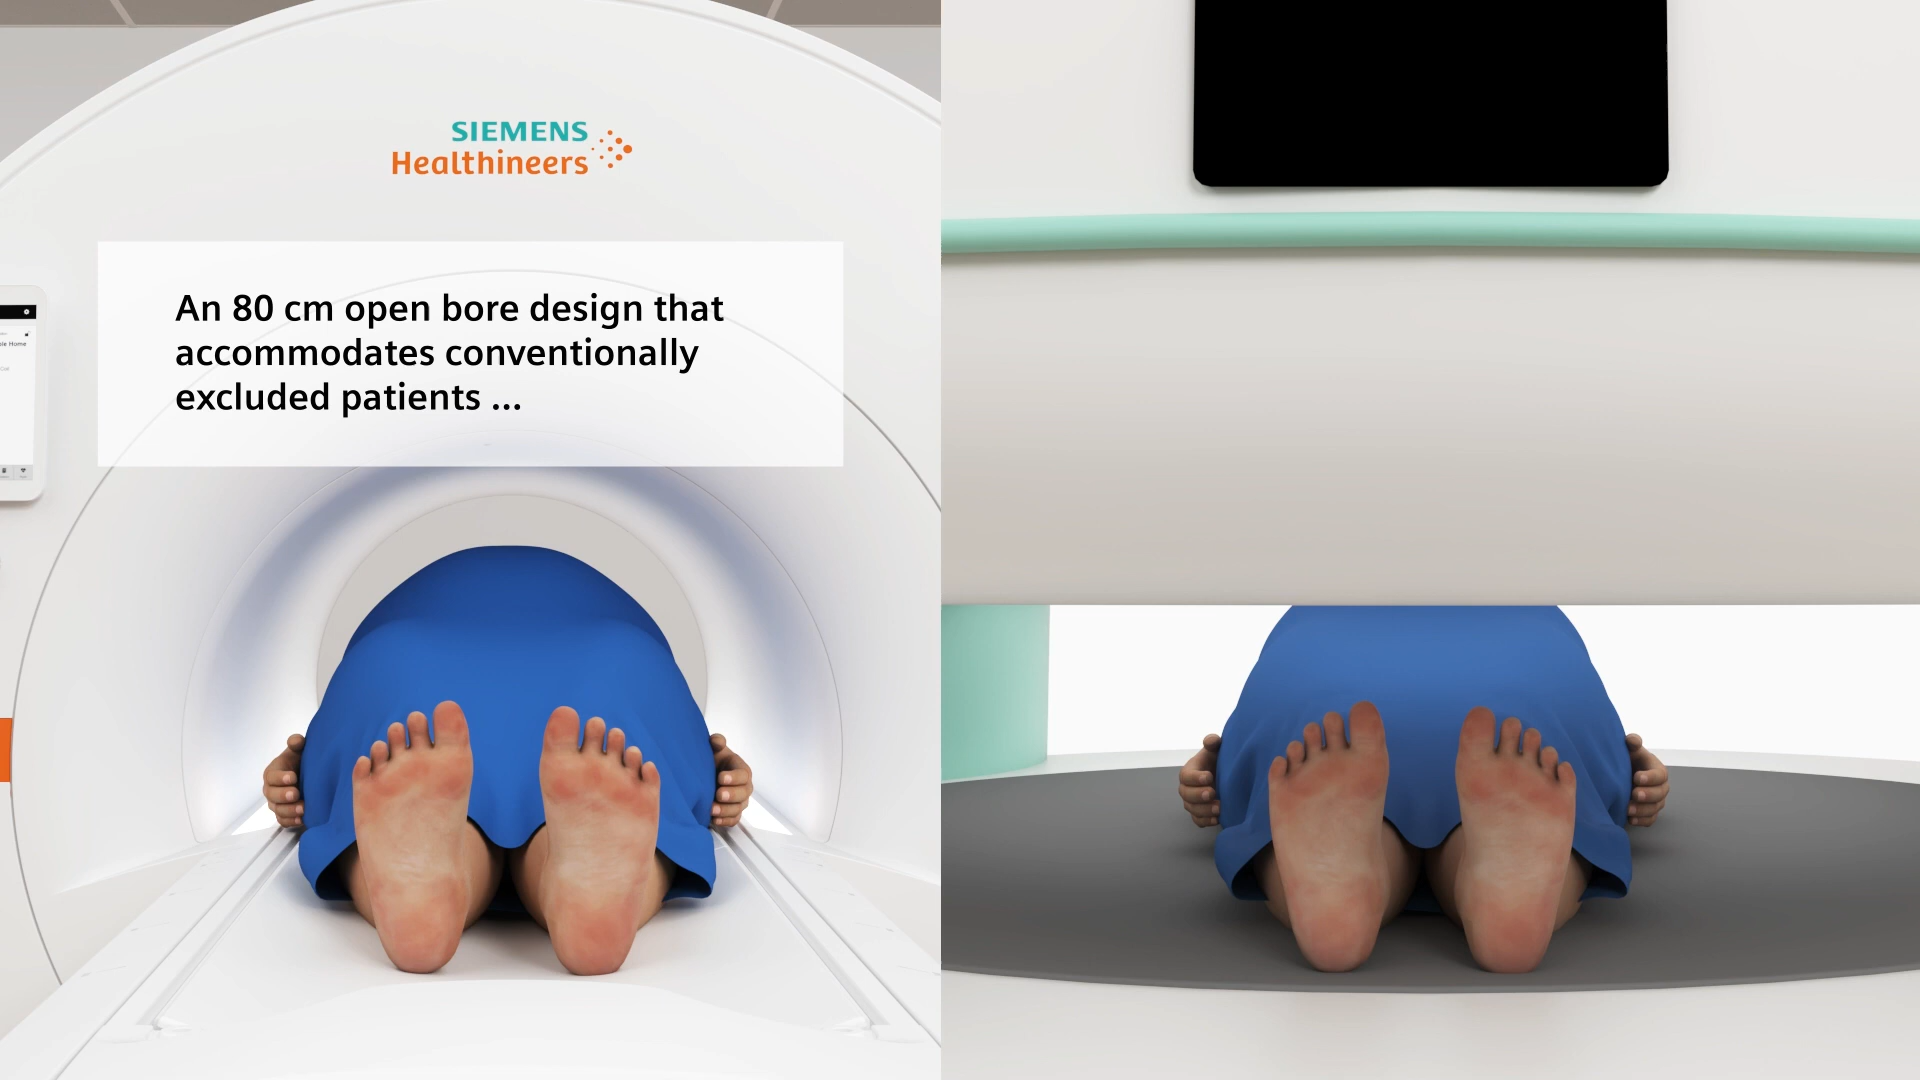 SIEMENS
Healthineers
An 80 cm open bore design that
accommodates conventionally
excluded patients ...